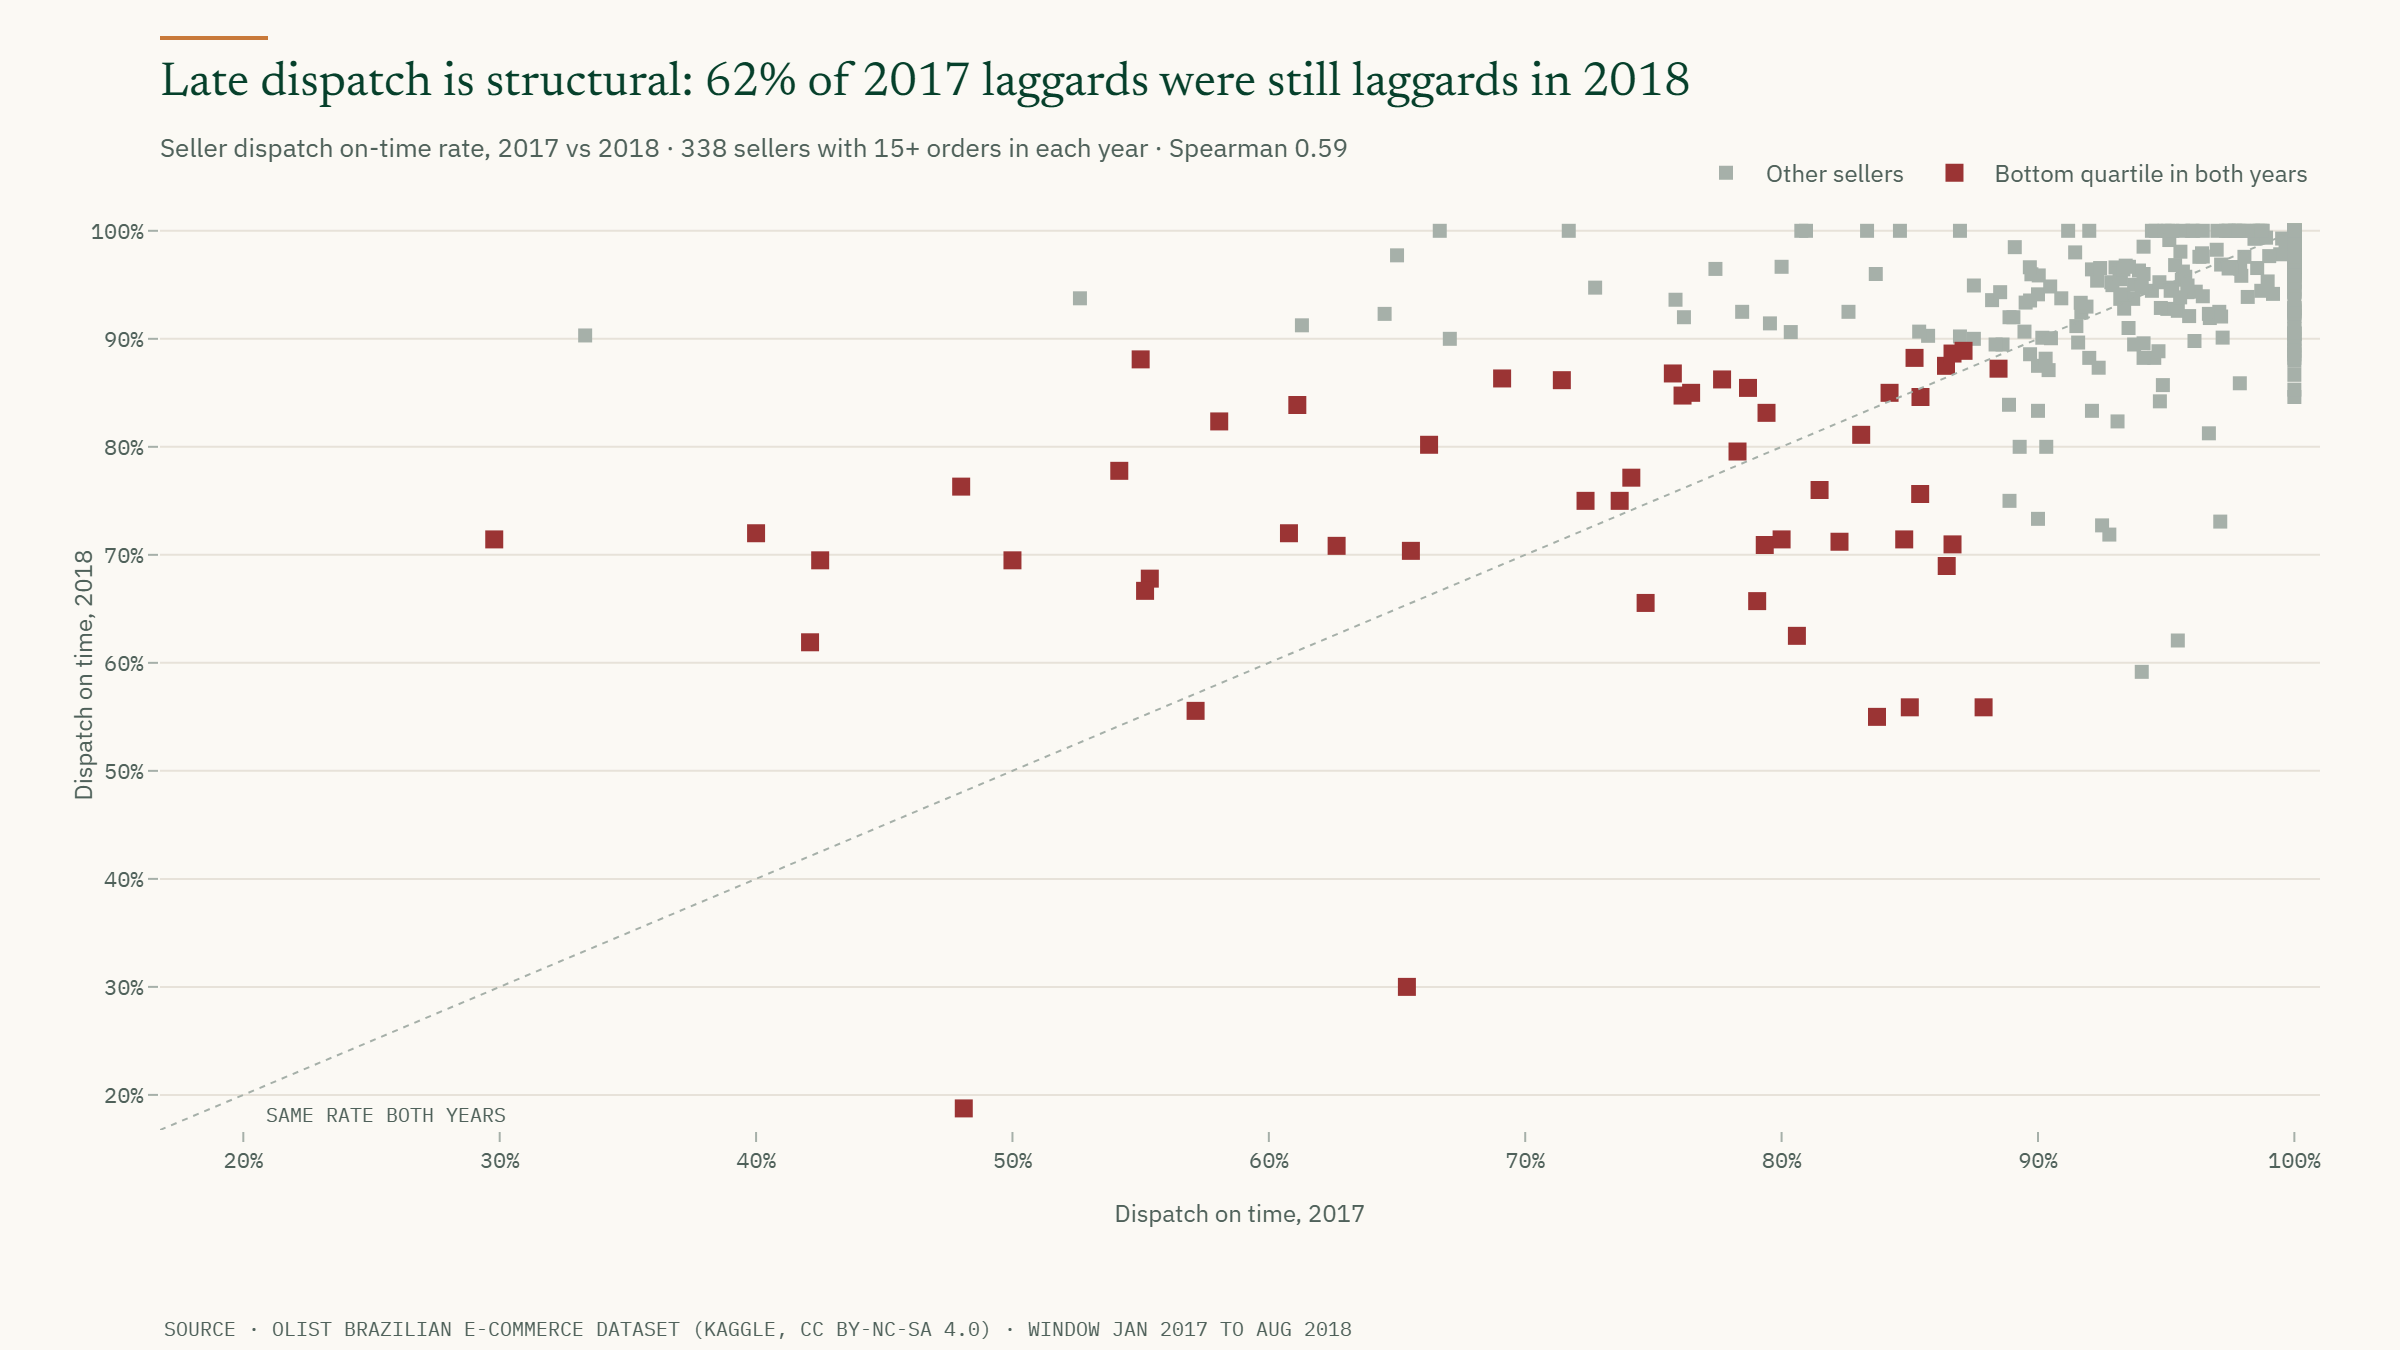 Late dispatch is structural: 62% of 2017 laggards were still laggards in 2018
Seller dispatch on-time rate, 2017 vs 2018 · 338 sellers with 15+ orders in each year · Spearman 0.59
Other sellers
Bottom quartile in both years
Dispatch on time, 2018
100%
90%
80%
70%
60%
50%
40%
30%
20%
SAME RATE BOTH YEARS
20%
30%
40%
50%
60%
70%
80%
90%
100%
Dispatch on time, 2017
SOURCE · OLIST BRAZILIAN E-COMMERCE DATASET (KAGGLE, CC BY-NC-SA 4.0) · WINDOW JAN 2017 TO AUG 2018